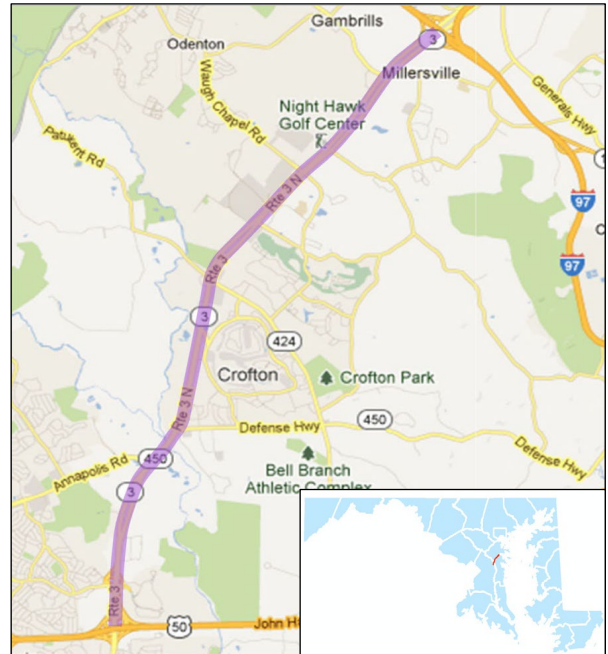 Gambrills
3
Odenton
Millersville
Waugh Chapel Rd
Generals Hwy
Night Hawk
Golf Center
Patuxent Rd
Rte 3 N
97
97
Rte 3
3
424
Crofton
Crofton Park
Rte 3 N
450
Defense Hwy
Defense Hwy
450
Annapolis Rd
Bell Branch
Athletic Complex
3
Rte 3
50
John H